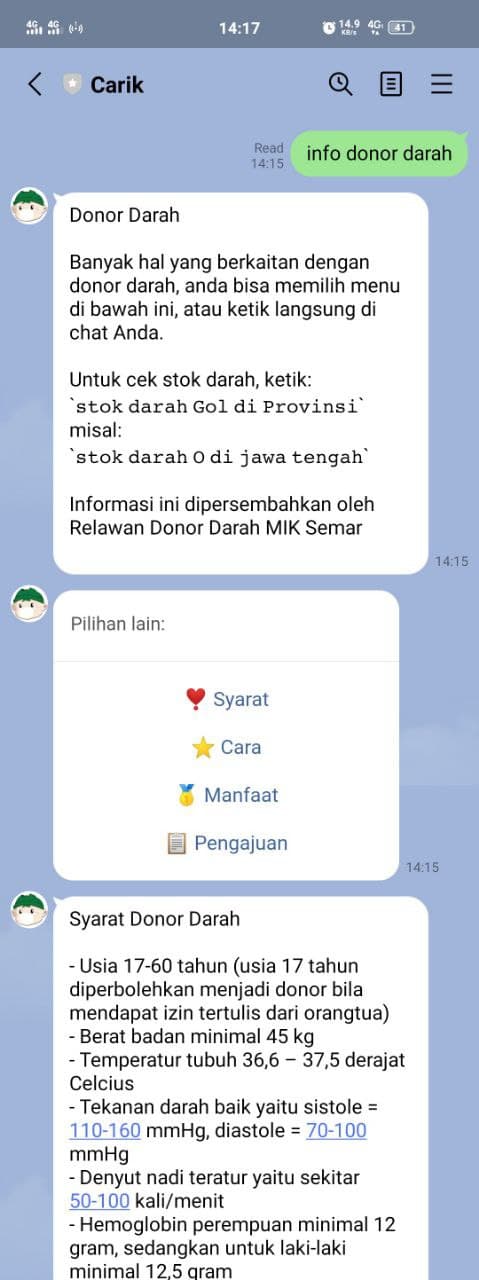 4G 4G 14:17 14.9 KB/s 4G 41
Carik
info donor darah
Read
14:15
Donor Darah
Banyak hal yang berkaitan dengan
donor darah, anda bisa memilih menu
di bawah ini, atau ketik langsung di
chat Anda.
Untuk cek stok darah, ketik:
`stok darah Gol di Provinsi`
misal:
`stok darah O di jawa tengah`
Informasi ini dipersembahkan oleh
Relawan Donor Darah MIK Semar
14:15
Pilihan lain:
Syarat
Cara
Manfaat
Pengajuan
14:15
Syarat Donor Darah
- Usia 17-60 tahun (usia 17 tahun
diperbolehkan menjadi donor bila
mendapat izin tertulis dari orangtua)
- Berat badan minimal 45 kg
- Temperatur tubuh 36,6 – 37,5 derajat
Celcius
- Tekanan darah baik yaitu sistole =
110-160 mmHg, diastole = 70-100
mmHg
- Denyut nadi teratur yaitu sekitar
50-100 kali/menit
- Hemoglobin perempuan minimal 12
gram, sedangkan untuk laki-laki
minimal 12,5 gram